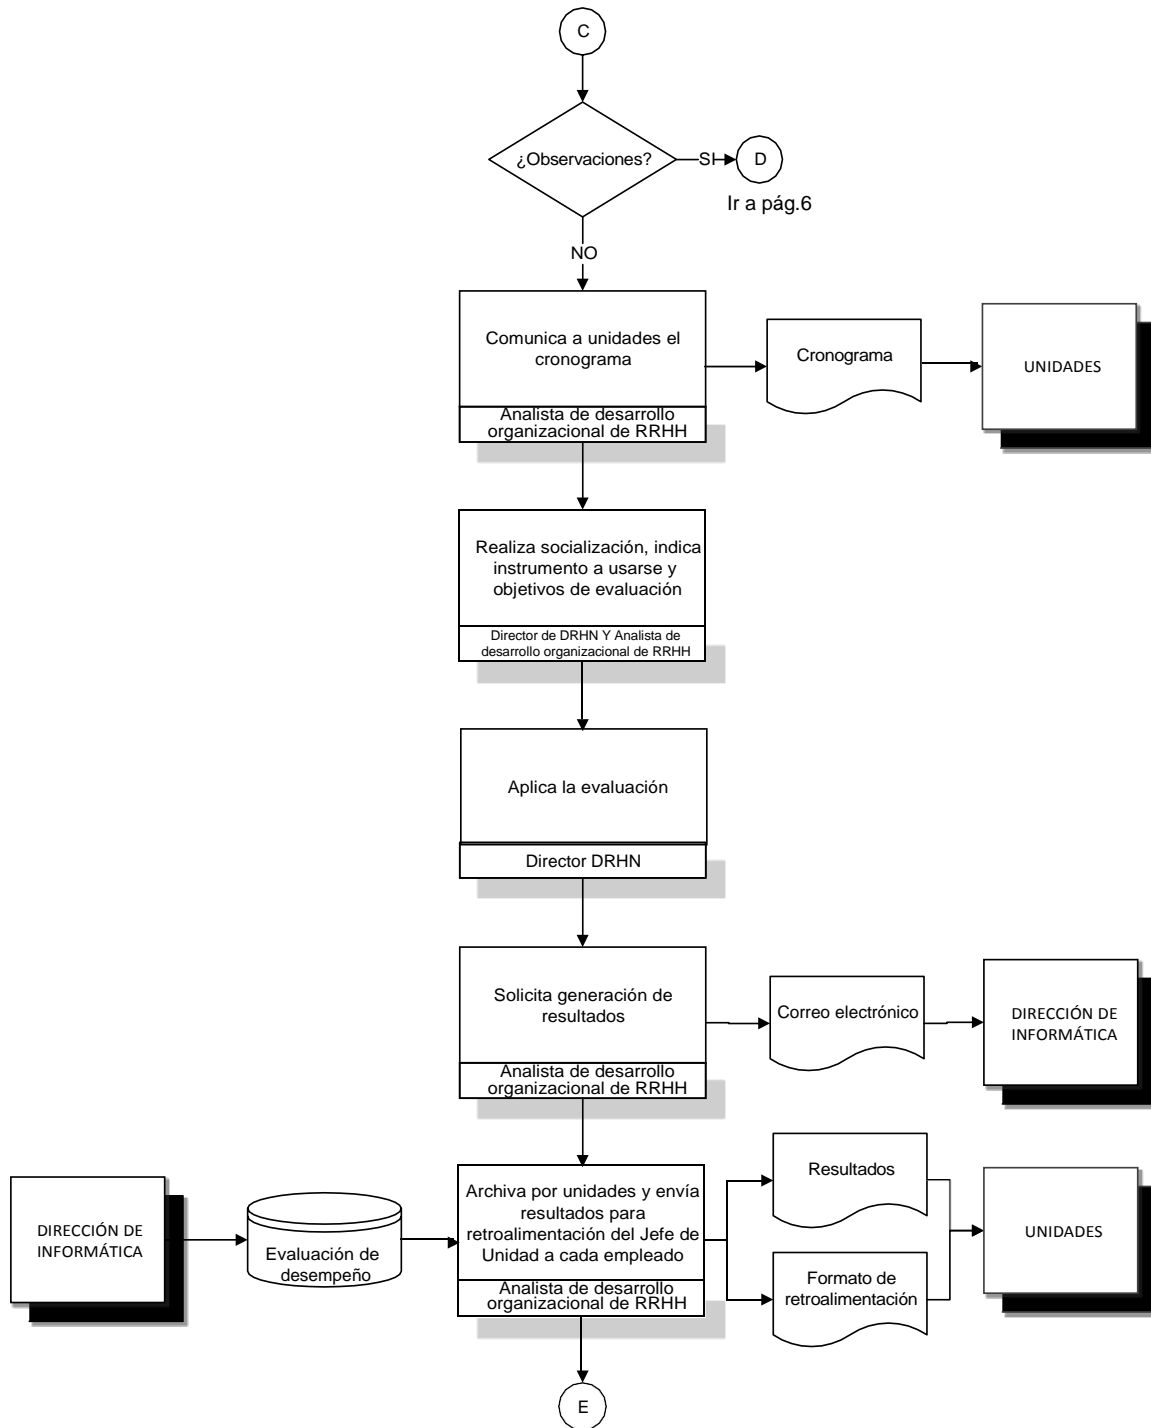 C
¿Observaciones?
SI
D
Ir a pág.6
NO
Comunica a unidades el
cronograma
Analista de desarrollo
organizacional de RRHH
Cronograma
UNIDADES
Realiza socialización, indica
instrumento a usarse y
objetivos de evaluación
Director de DRHN Y Analista de
desarrollo organizacional de RRHH
Aplica la evaluación
Director DRHN
Solicita generación de
resultados
Analista de desarrollo
organizacional de RRHH
Correo electrónico
DIRECCIÓN DE
INFORMÁTICA
DIRECCIÓN DE
INFORMÁTICA
Evaluación de
desempeño
Archiva por unidades y envía
resultados para
retroalimentación del Jefe de
Unidad a cada empleado
Analista de desarrollo
organizacional de RRHH
Resultados
Formato de
retroalimentación
UNIDADES
E